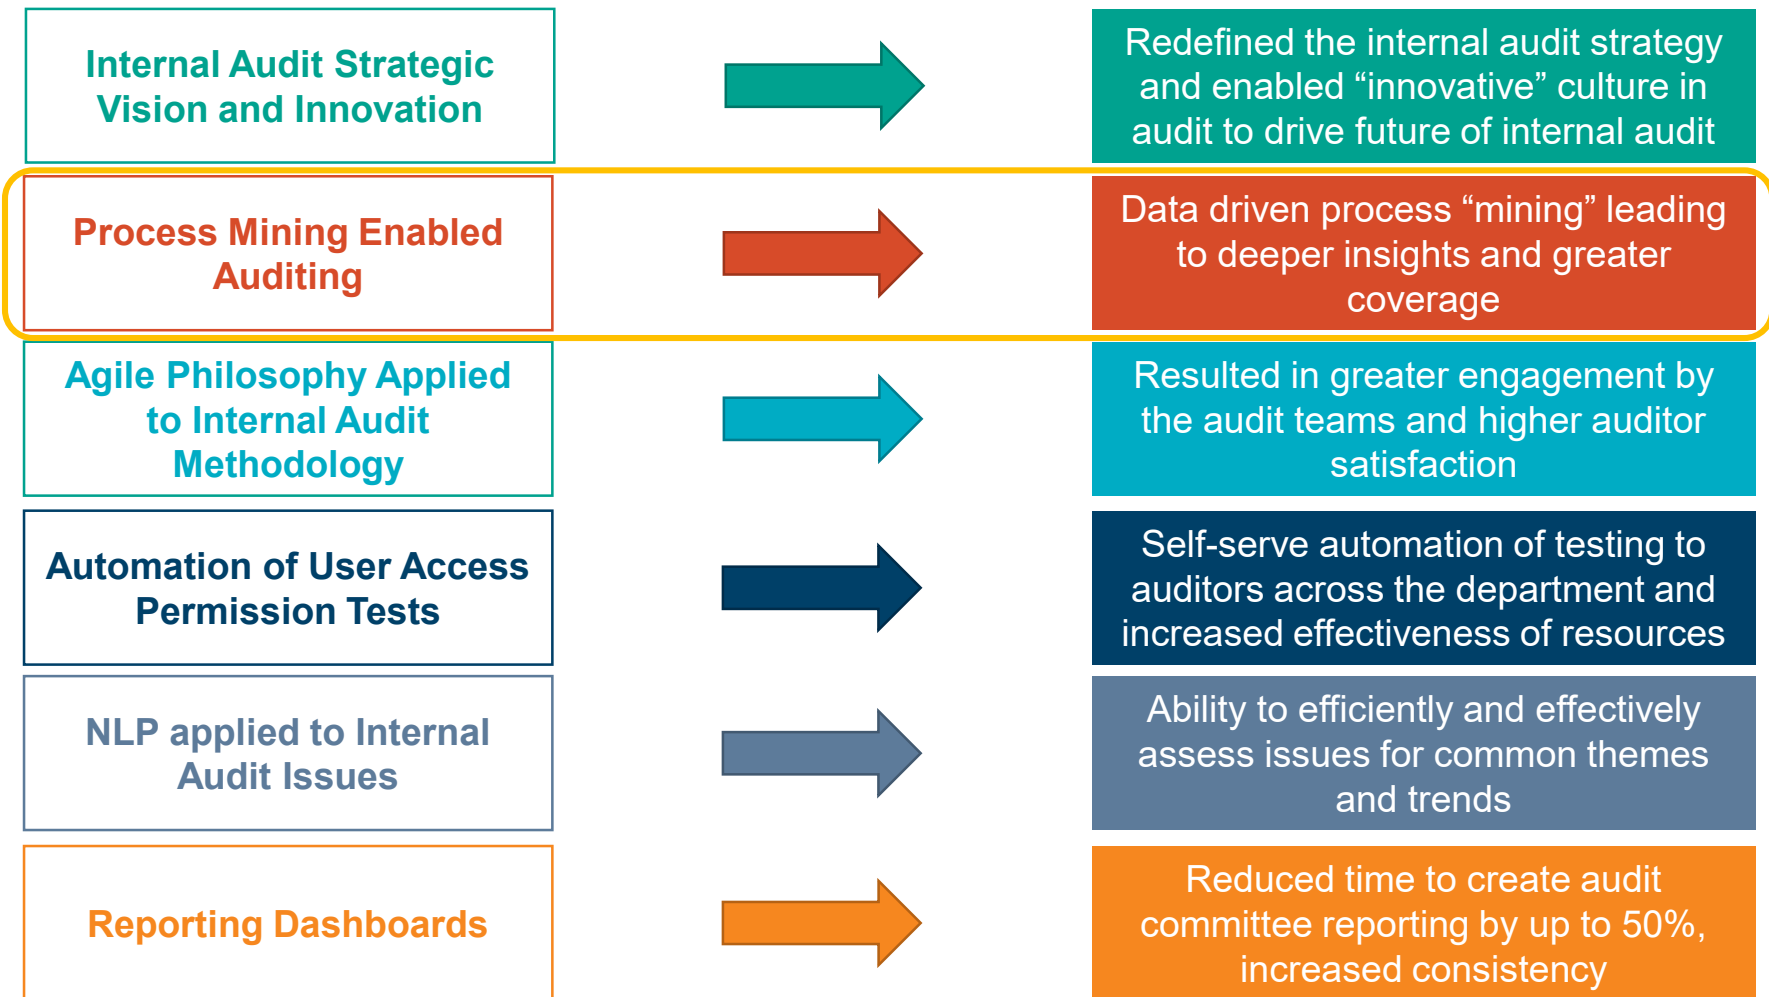 Internal Audit Strategic
Vision and Innovation
Redefined the internal audit strategy
and enabled “innovative” culture in
audit to drive future of internal audit
Process Mining Enabled
Auditing
Data driven process “mining” leading
to deeper insights and greater
coverage
Agile Philosophy Applied
to Internal Audit
Methodology
Resulted in greater engagement by
the audit teams and higher auditor
satisfaction
Automation of User Access
Permission Tests
Self-serve automation of testing to
auditors across the department and
increased effectiveness of resources
NLP applied to Internal
Audit Issues
Ability to efficiently and effectively
assess issues for common themes
and trends
Reporting Dashboards
Reduced time to create audit
committee reporting by up to 50%,
increased consistency